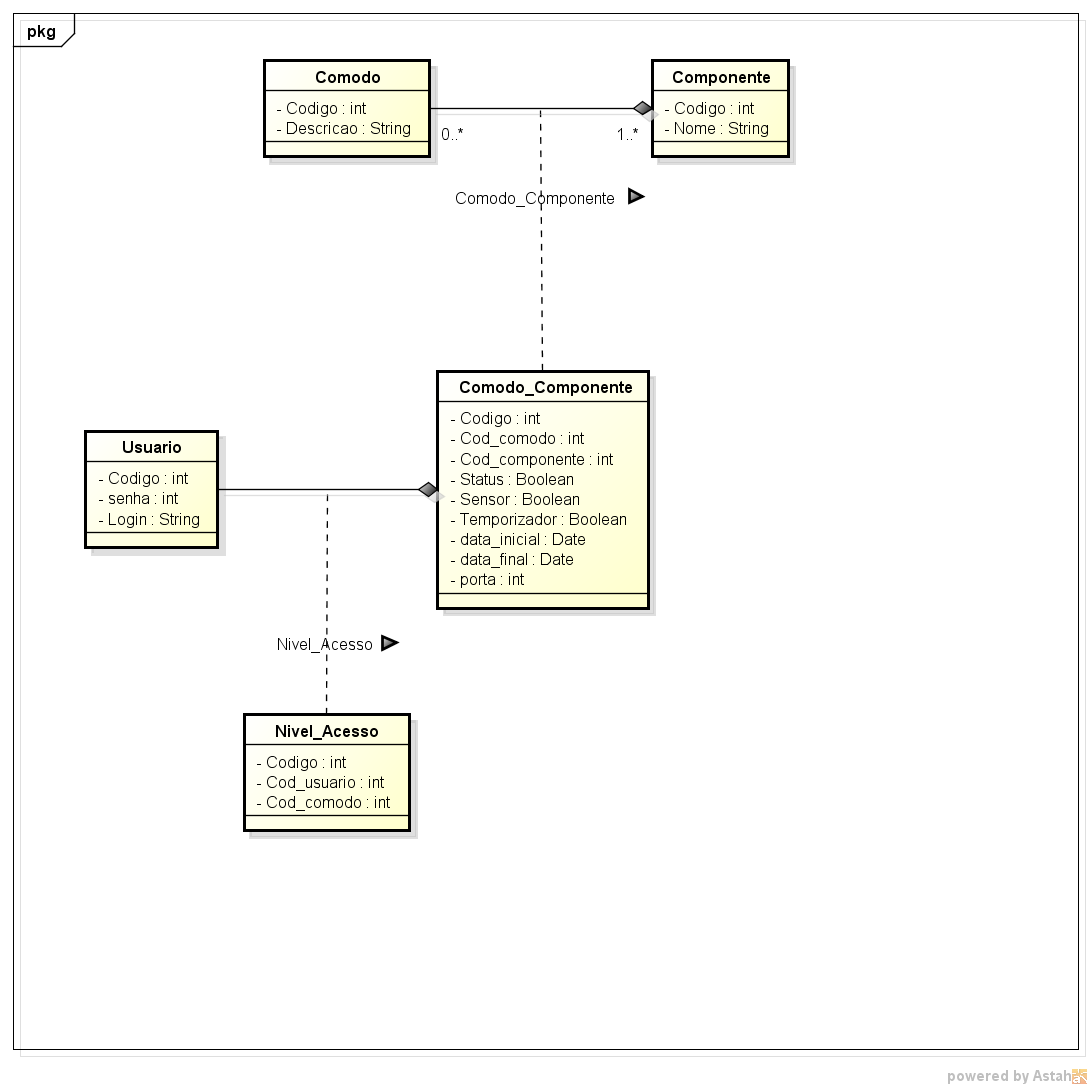 pkg
Comodo
- Codigo : int
- Descricao : String
0..*
1..*
Componente
- Codigo : int
- Nome : String
Comodo_Componente
Comodo_Componente
- Codigo : int
- Cod_comodo : int
- Cod_componente : int
- Status : Boolean
- Sensor : Boolean
- Temporizador : Boolean
- data_inicial : Date
- data_final : Date
- porta : int
Usuario
- Codigo : int
- senha : int
- Login : String
Nivel_Acesso
Nivel_Acesso
- Codigo : int
- Cod_usuario : int
- Cod_comodo : int
powered by Astah